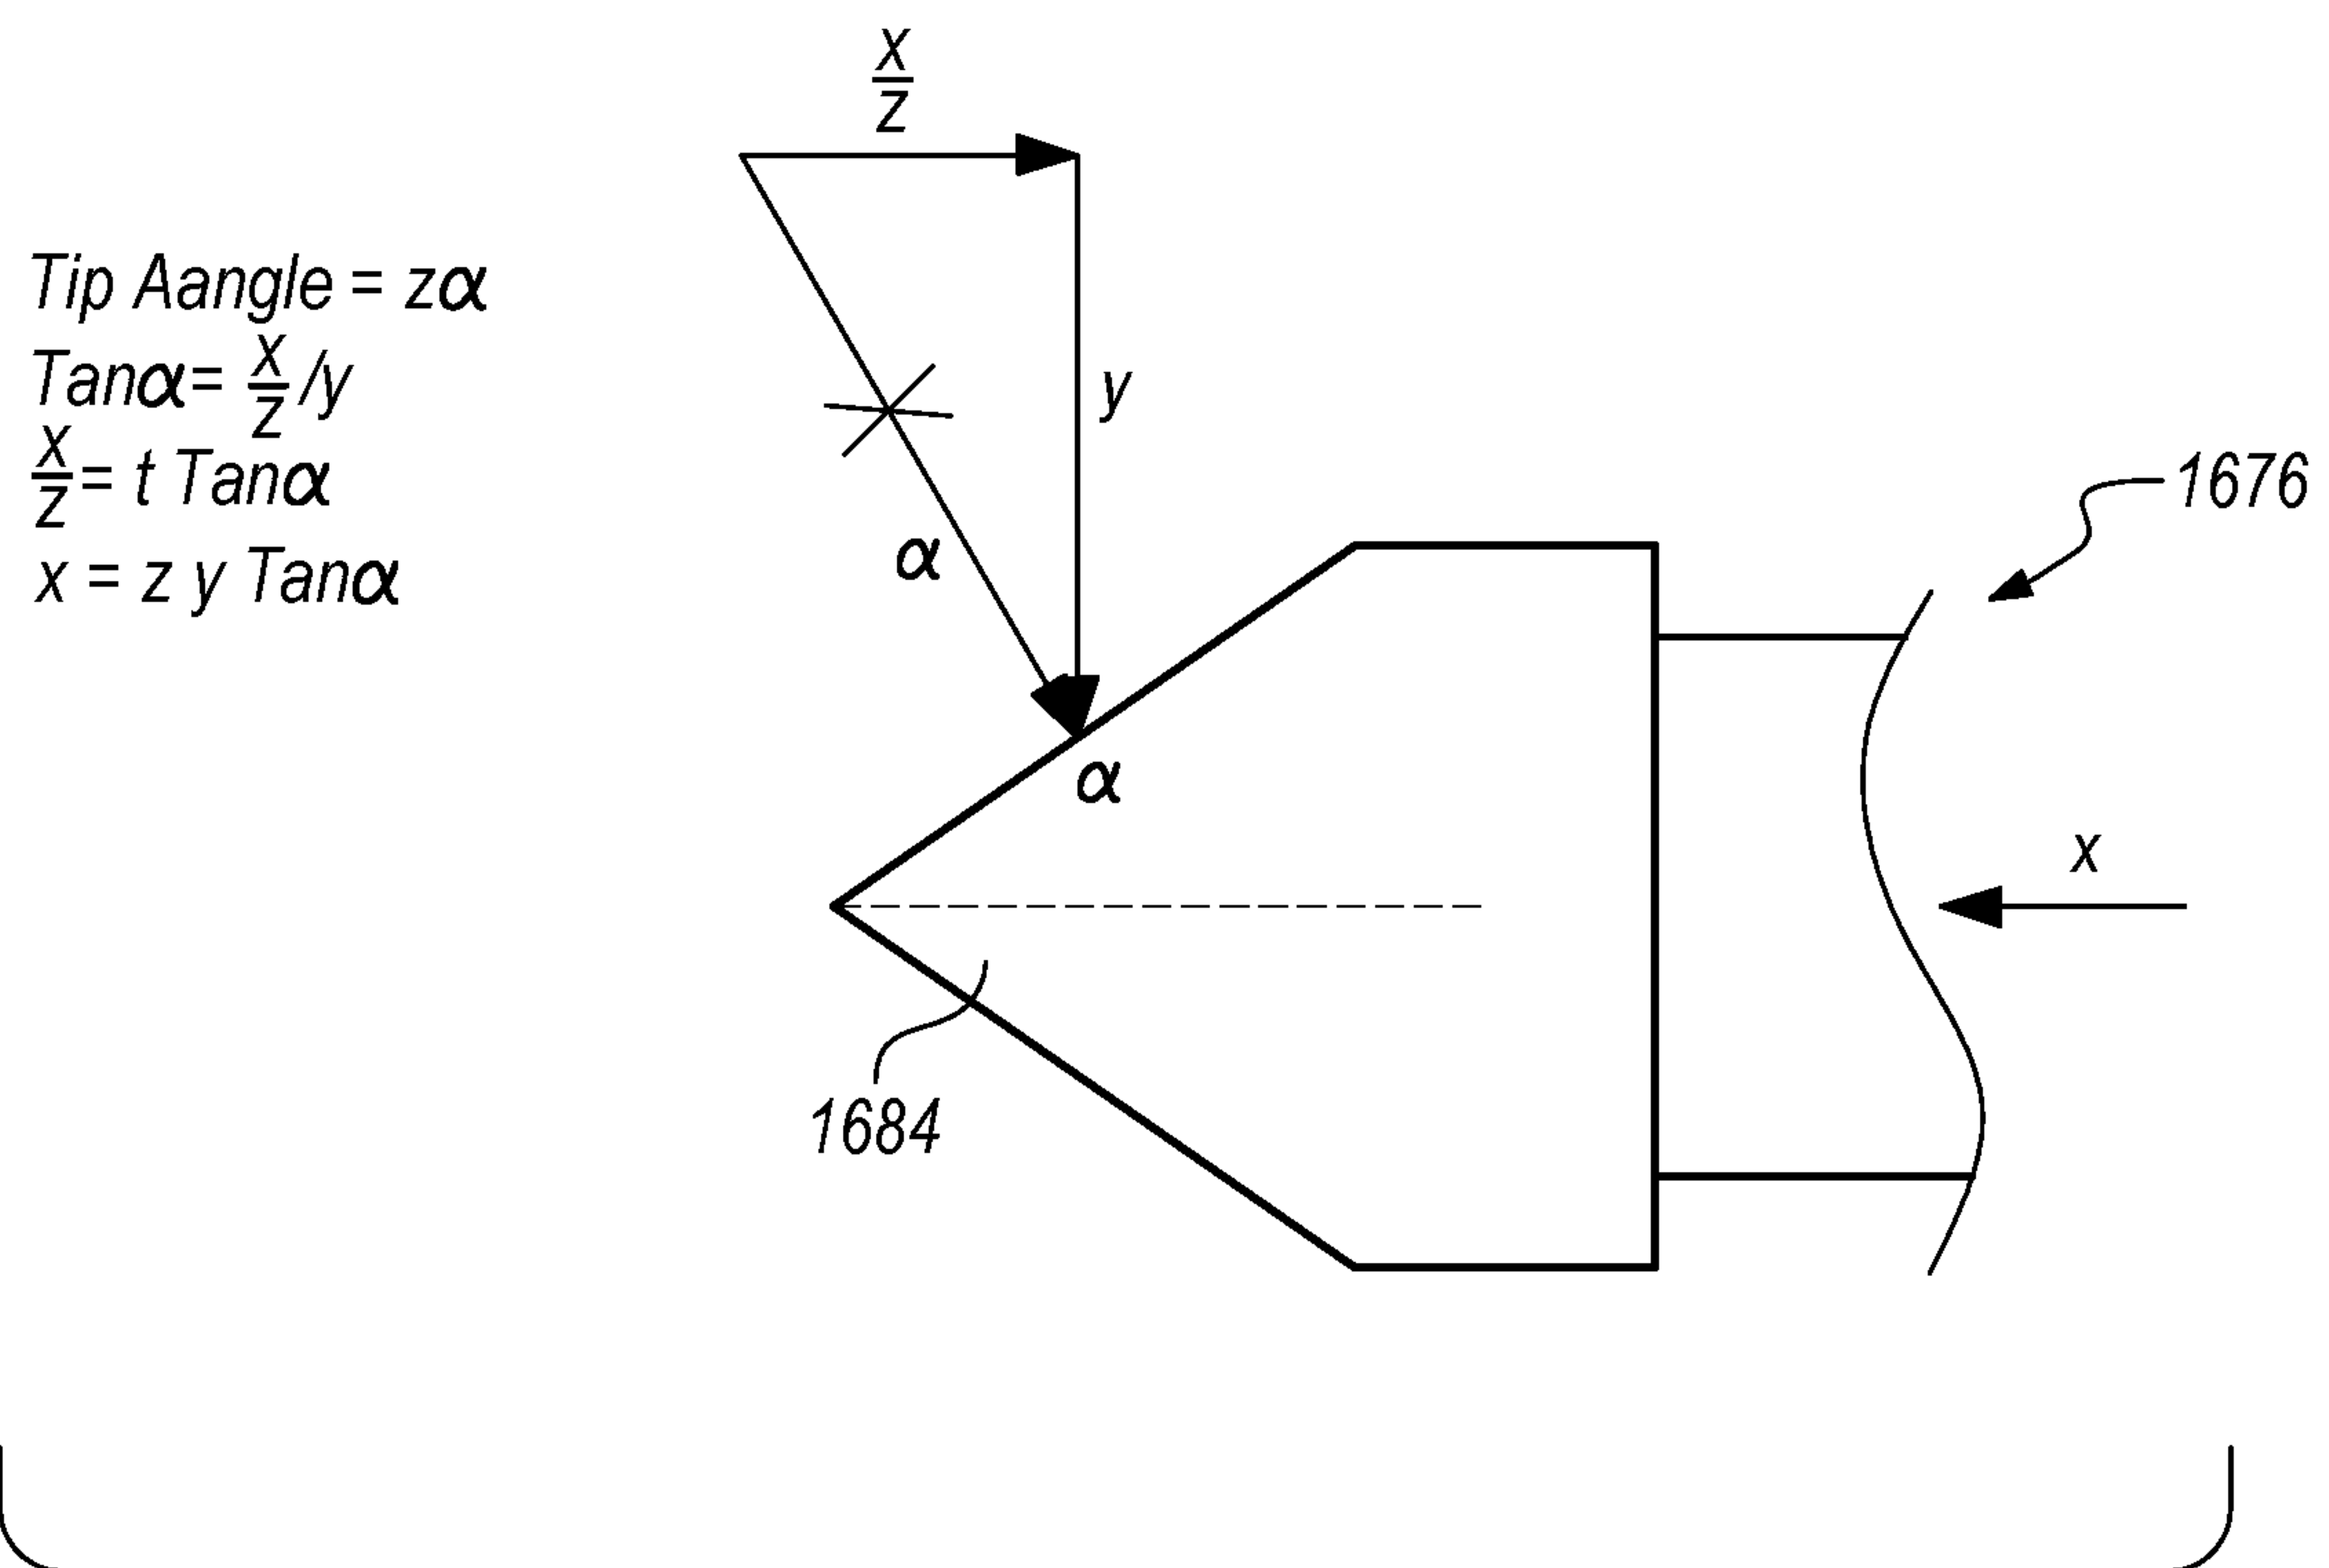 x/z
Tip Aangle = zα
Tanα= x/z /y
x/z = t Tanα
x = z y Tanα
y
1676
α
α
x
1684